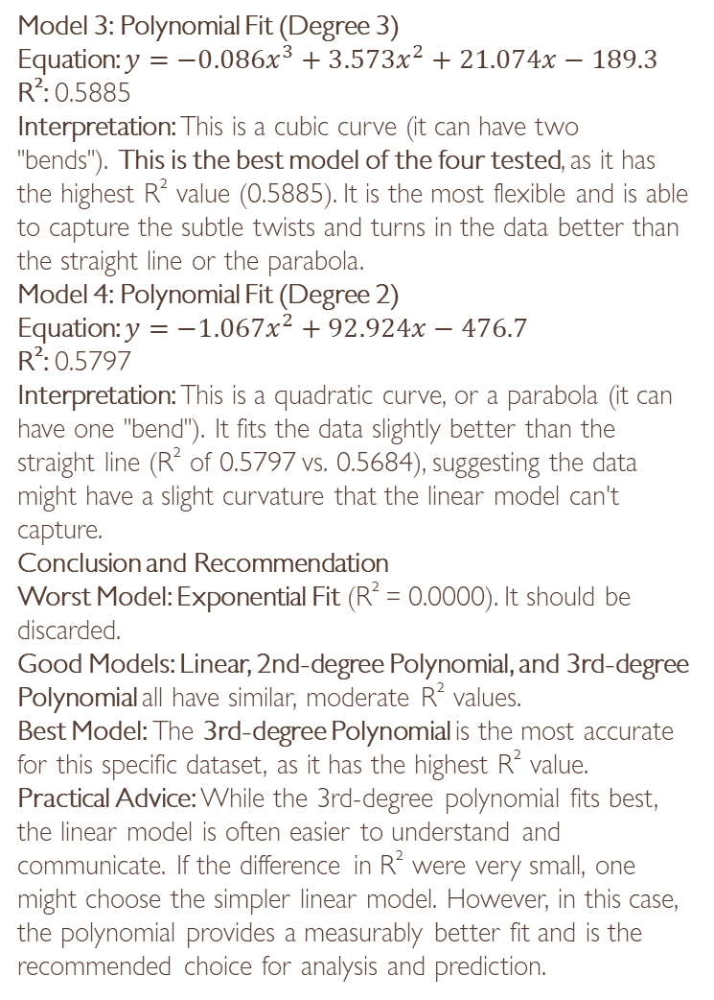 Model 3: Polynomial Fit (Degree 3)
Equation: y = −0.086x³ + 3.573x² + 21.074x − 189.3
R²: 0.5885
Interpretation: This is a cubic curve (it can have two
"bends"). This is the best model of the four tested, as it has
the highest R² value (0.5885). It is the most flexible and is able
to capture the subtle twists and turns in the data better than
the straight line or the parabola.
Model 4: Polynomial Fit (Degree 2)
Equation: y = −1.067x² + 92.924x − 476.7
R²: 0.5797
Interpretation: This is a quadratic curve, or a parabola (it can
have one "bend"). It fits the data slightly better than the
straight line (R² of 0.5797 vs. 0.5684), suggesting the data
might have a slight curvature that the linear model can't
capture.
Conclusion and Recommendation
Worst Model: Exponential Fit (R² = 0.0000). It should be
discarded.
Good Models: Linear, 2nd-degree Polynomial, and 3rd-degree
Polynomial all have similar, moderate R² values.
Best Model: The 3rd-degree Polynomial is the most accurate
for this specific dataset, as it has the highest R² value.
Practical Advice: While the 3rd-degree polynomial fits best,
the linear model is often easier to understand and
communicate. If the difference in R² were very small, one
might choose the simpler linear model. However, in this case,
the polynomial provides a measurably better fit and is the
recommended choice for analysis and prediction.